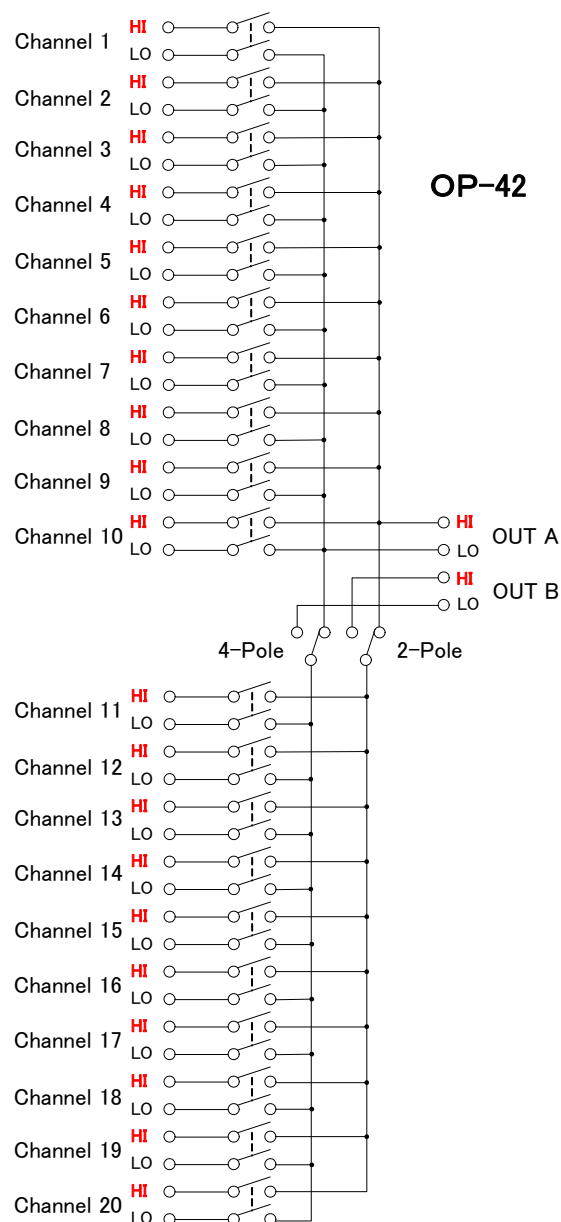 Channel 1 HI
LO
Channel 2 HI
LO
Channel 3 HI
LO
Channel 4 HI
LO
OP-42
Channel 5 HI
LO
Channel 6 HI
LO
Channel 7 HI
LO
Channel 8 HI
LO
Channel 9 HI
LO
Channel 10 HI
LO
HI
LO
OUT A
HI
LO
OUT B
4-Pole
2-Pole
Channel 11 HI
LO
Channel 12 HI
LO
Channel 13 HI
LO
Channel 14 HI
LO
Channel 15 HI
LO
Channel 16 HI
LO
Channel 17 HI
LO
Channel 18 HI
LO
Channel 19 HI
LO
Channel 20 HI
LO